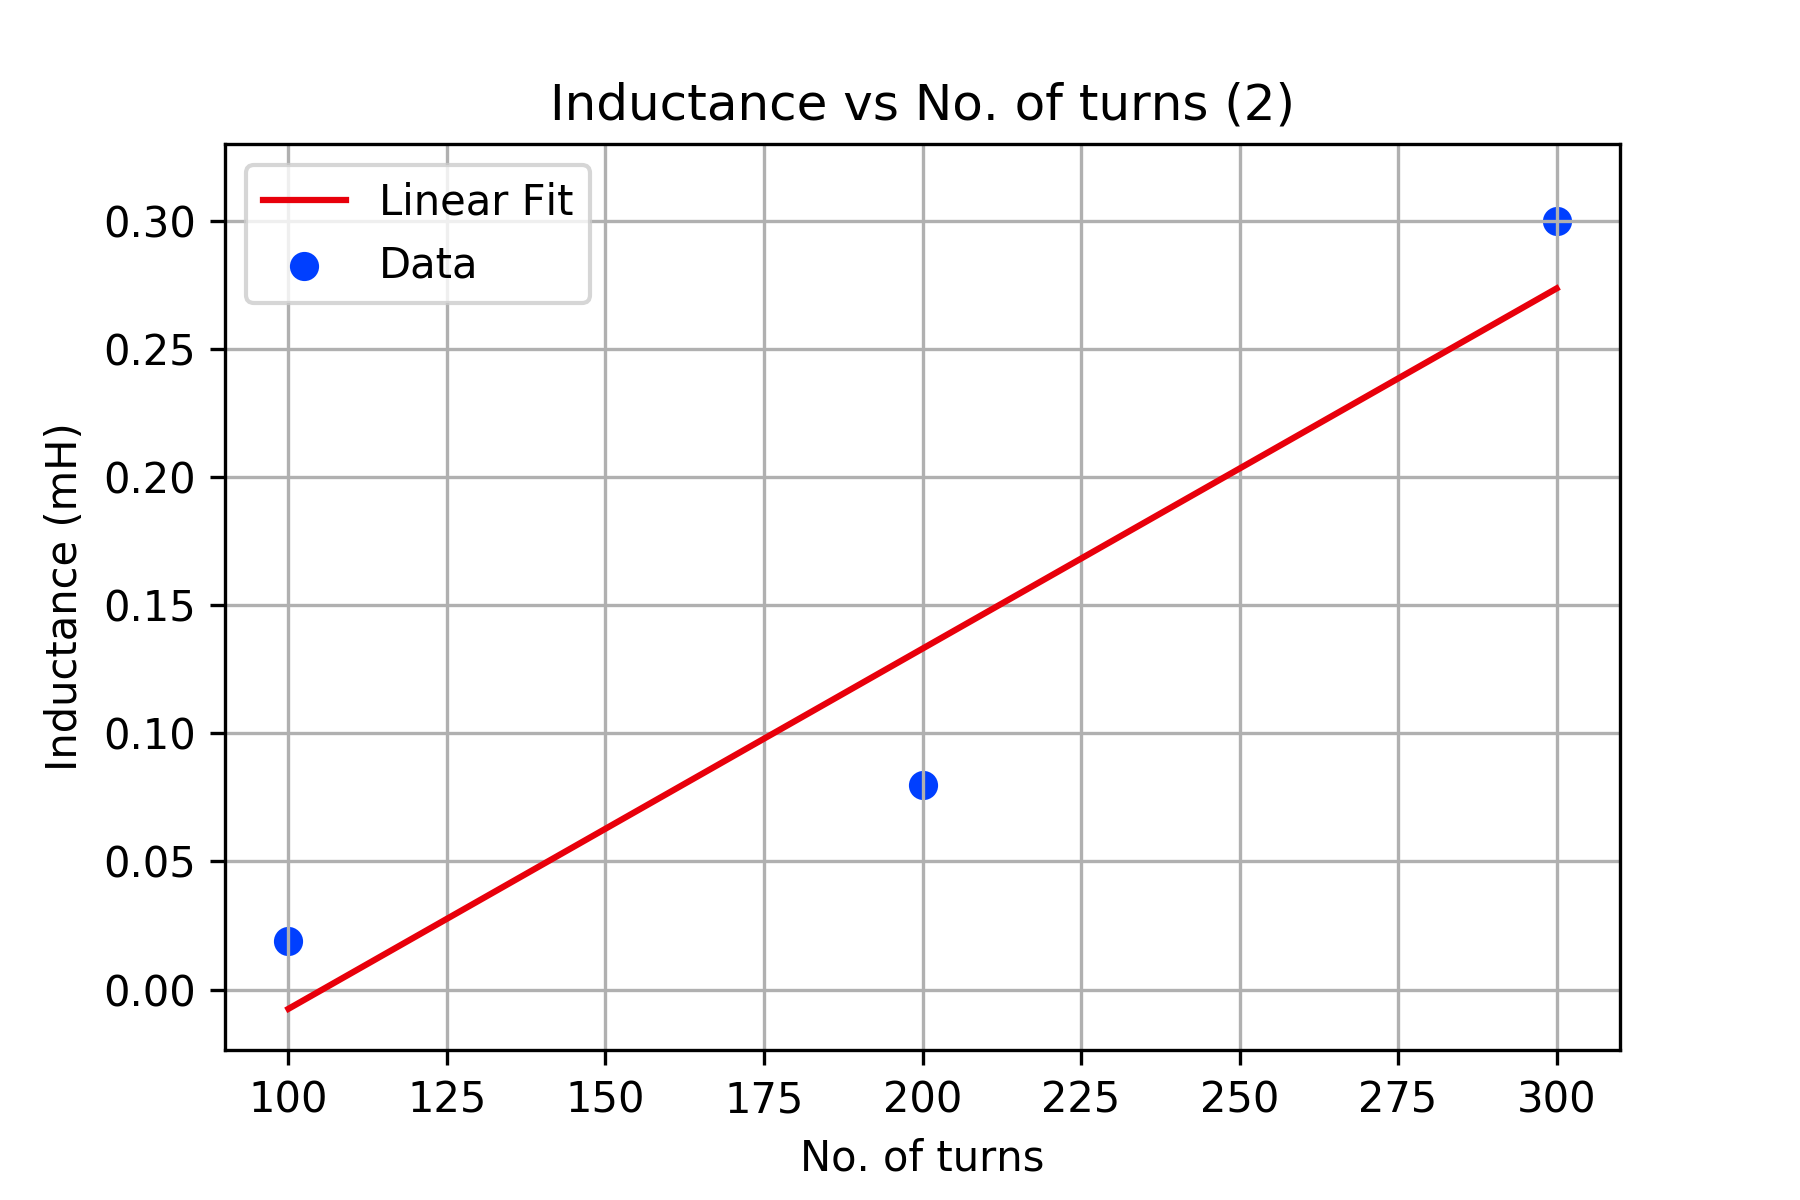 Inductance vs No. of turns (2)
Linear Fit
Data
0.30
0.25
0.20
0.15
0.10
0.05
0.00
Inductance (mH)
100 125 150 175 200 225 250 275 300
No. of turns